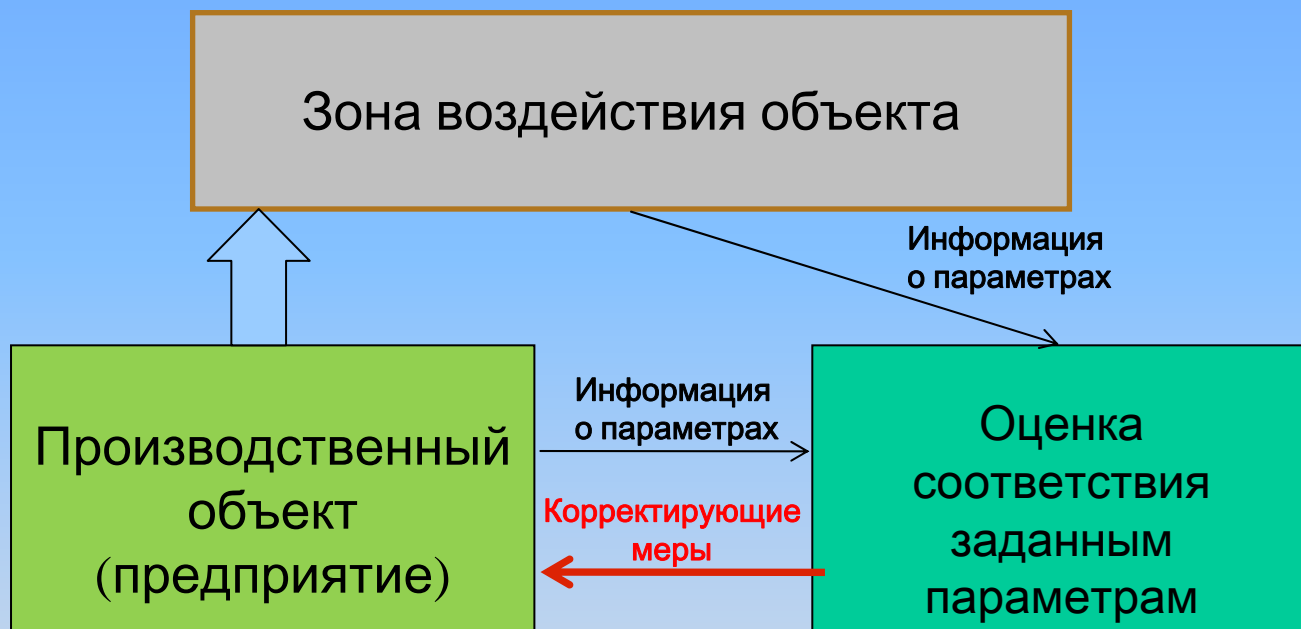 Зона воздействия объекта
Информация
о параметрах
Информация
о параметрах
Производственный
объект
(предприятие)
Корректирующие
меры
Оценка
соответствия
заданным
параметрам